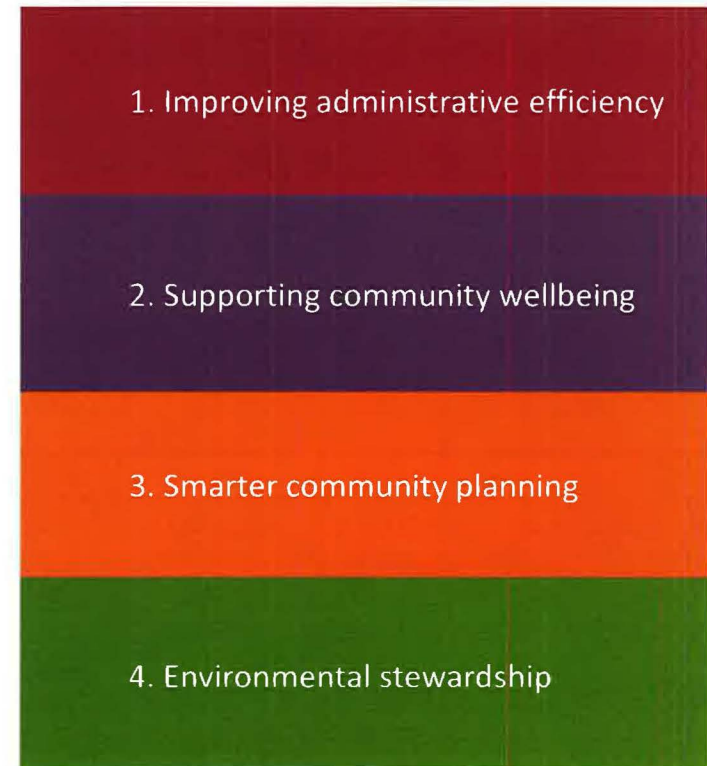 1. Improving administrative efficiency
2. Supporting community wellbeing
3. Smarter community planning
4. Environmental stewardship